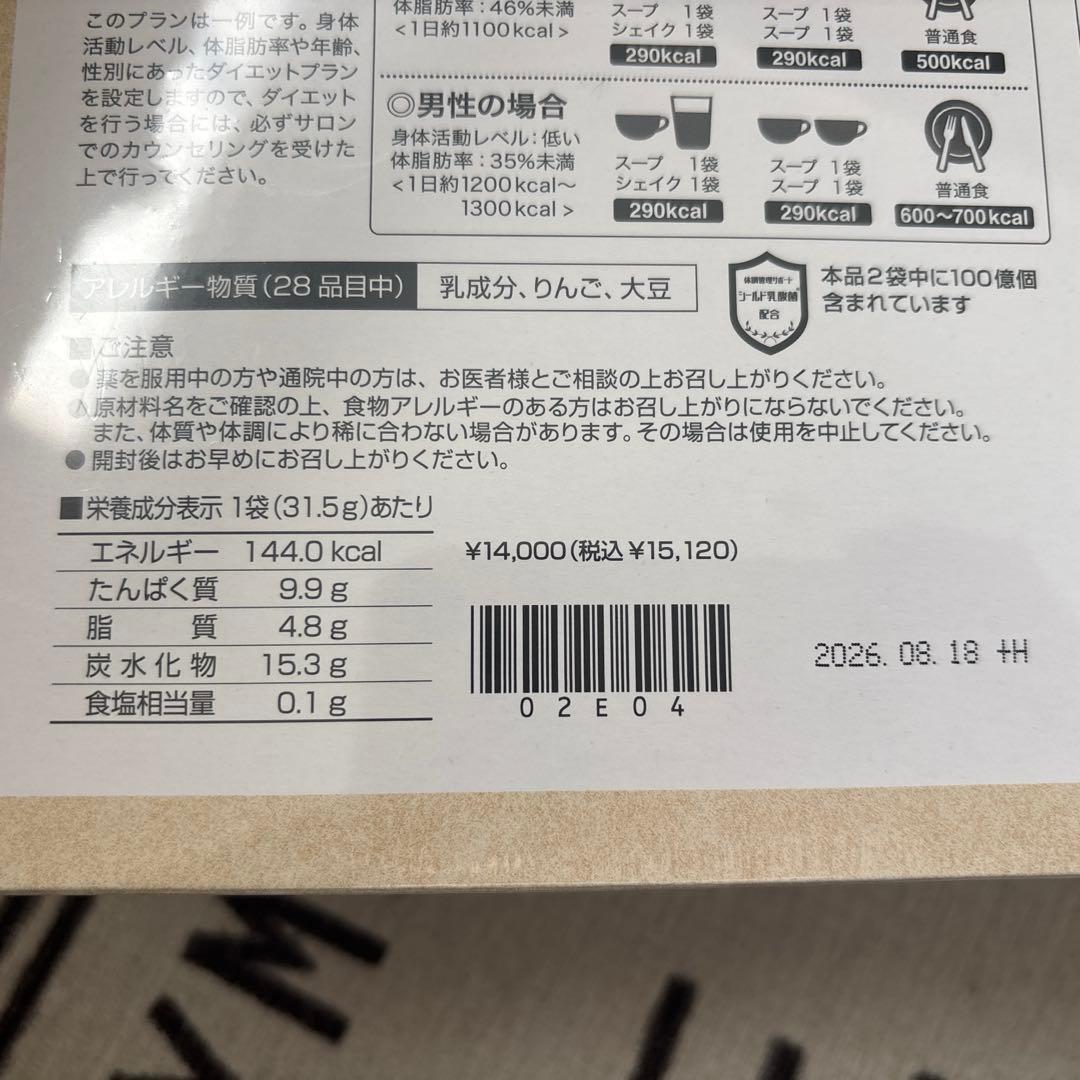 このプランは一例です。身体
活動レベル、体脂肪率や年齢、
性別にあったダイエットプラン
を設定しますので、ダイエット
を行う場合には、必ずサロン
でのカウンセリングを受けた
上で行ってください。
体脂肪率：46%未満
<1日約1100kcal>
スープ 1袋
シェイク 1袋
290kcal
スープ 1袋
スープ 1袋
290kcal
普通食
500kcal
◎男性の場合
身体活動レベル：低い
体脂肪率：35%未満
<1日約1200kcal〜
1300kcal>
スープ 1袋
シェイク 1袋
290kcal
スープ 1袋
スープ 1袋
290kcal
普通食
600〜700kcal
アレルギー物質（28品目中） 乳成分、りんご、大豆
体調管理サポート
シールド乳酸菌®
配合
本品2袋中に100億個
含まれています
■ご注意
●薬を服用中の方や通院中の方は、お医者様とご相談の上お召し上がりください。
原材料名をご確認の上、食物アレルギーのある方はお召し上がりにならないでください。
また、体質や体調により稀に合わない場合があります。その場合は使用を中止してください。
●開封後はお早めにお召し上がりください。
■栄養成分表示 1袋（31.5g）あたり
エネルギー 144.0 kcal
たんぱく質 9.9 g
脂質 4.8 g
炭水化物 15.3 g
食塩相当量 0.1 g
¥14,000（税込¥15,120）
02E04
2026. 08. 18 +H